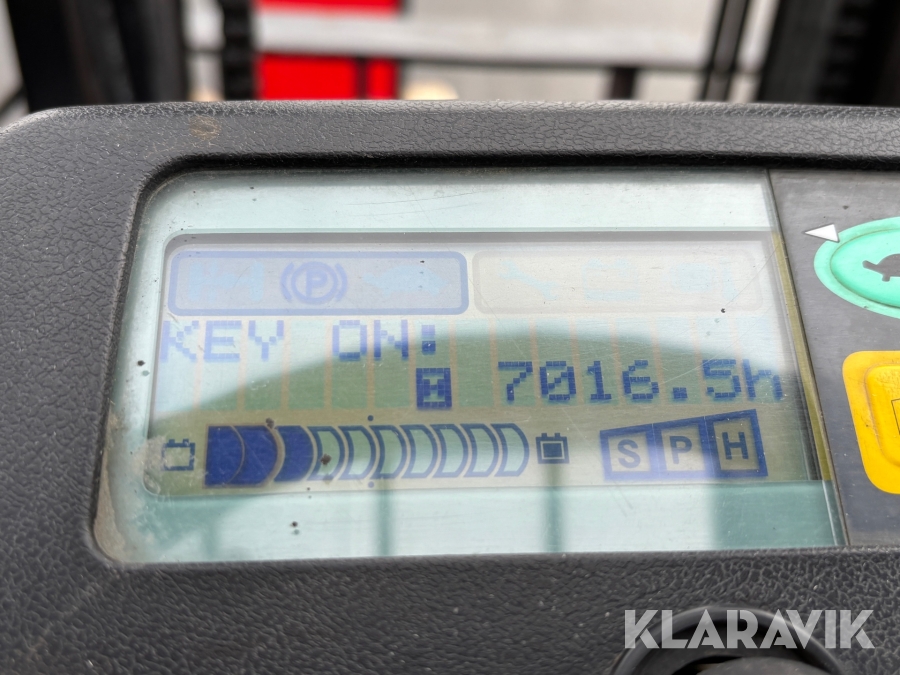 P
KEY ON:
H 7016.5h
S P H
KLARAVIK